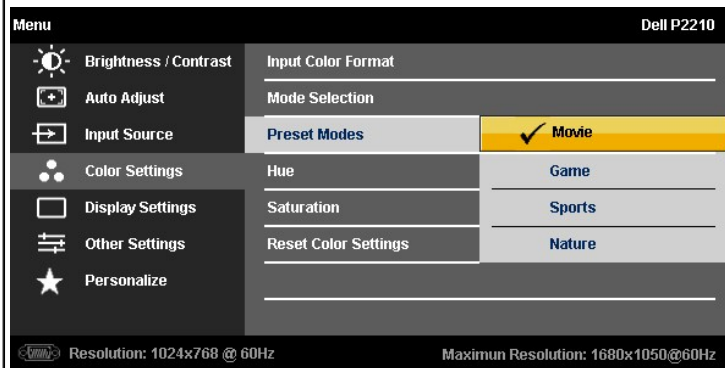 Menu Dell P2210
Brightness / Contrast Input Color Format
Auto Adjust Mode Selection
Input Source Preset Modes Movie
Color Settings Hue Game
Display Settings Saturation Sports
Other Settings Reset Color Settings Nature
Personalize
Resolution: 1024x768 @ 60Hz Maximun Resolution: 1680x1050@60Hz